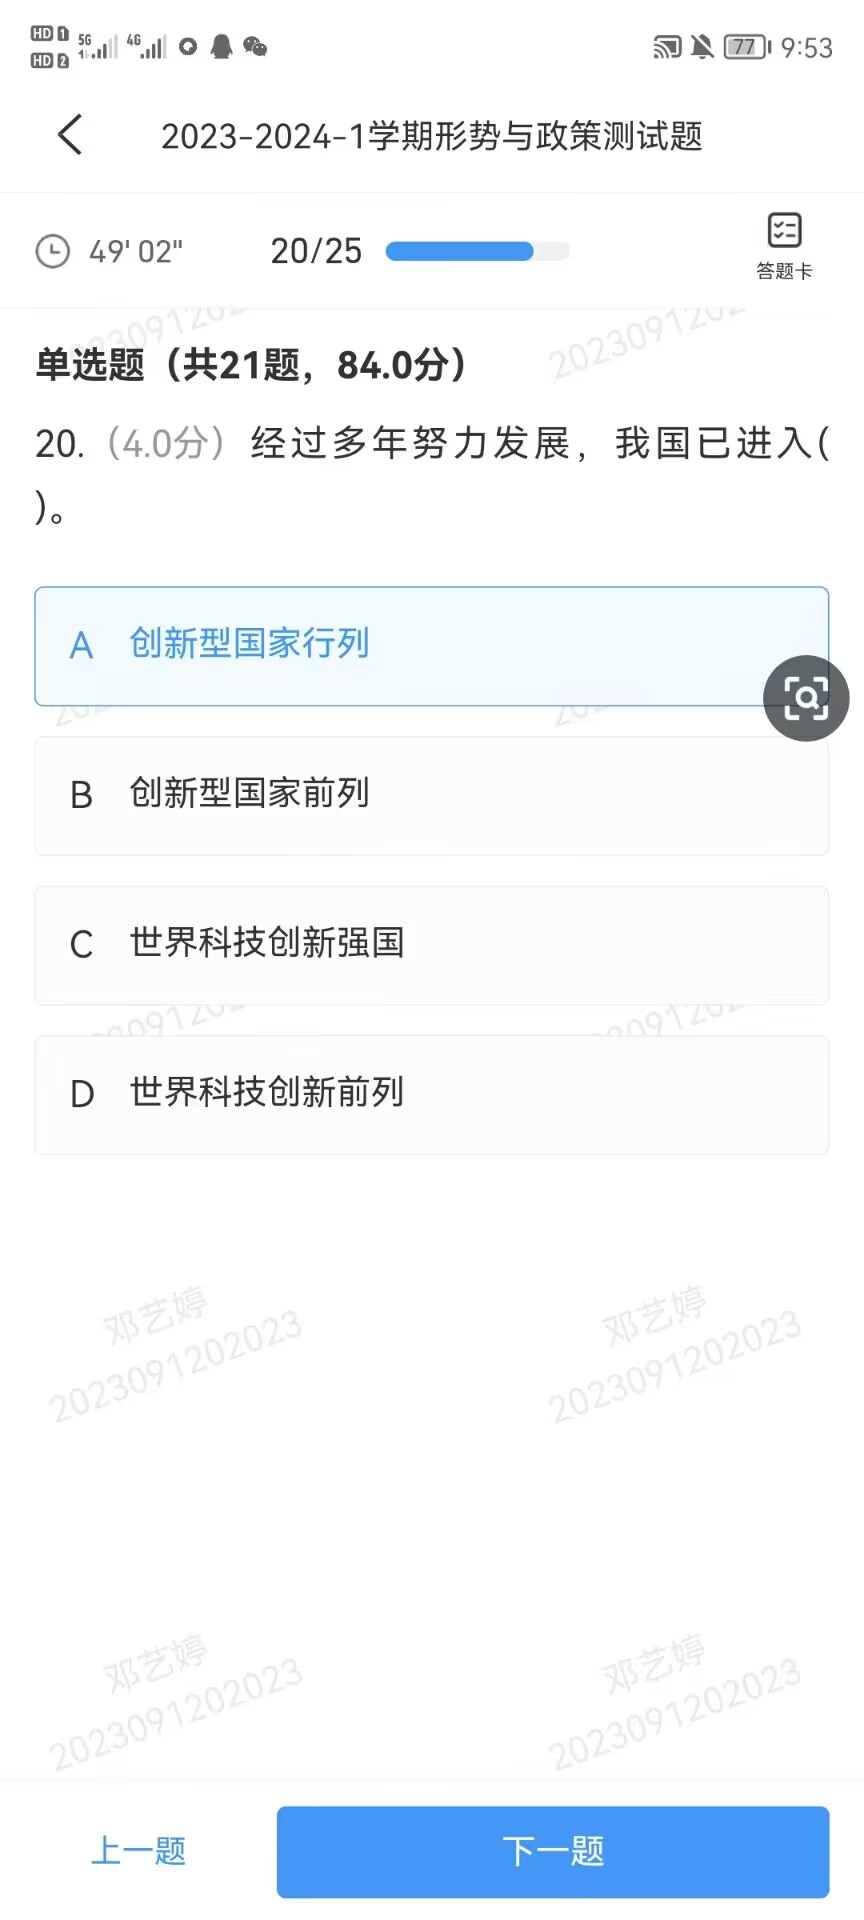 HD 1 5G 4G 77 9:53
HD 2
2023-2024-1学期形势与政策测试题
49' 02" 20/25
答题卡
单选题（共21题，84.0分）
20.（4.0分）经过多年努力发展，我国已进入(
)。
A 创新型国家行列
B 创新型国家前列
C 世界科技创新强国
D 世界科技创新前列
邓艺婷 邓艺婷
2023091202023 2023091202023
邓艺婷 邓艺婷
2023091202023 2023091202023
上一题 下一题